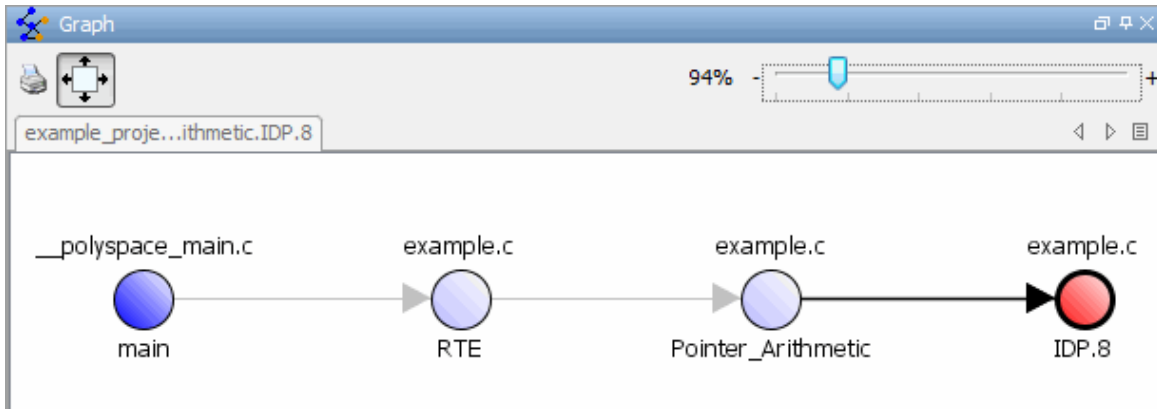 Graph
94% - +
example_proje...ithmetic.IDP.8
__polyspace_main.c example.c example.c example.c
main RTE Pointer_Arithmetic IDP.8